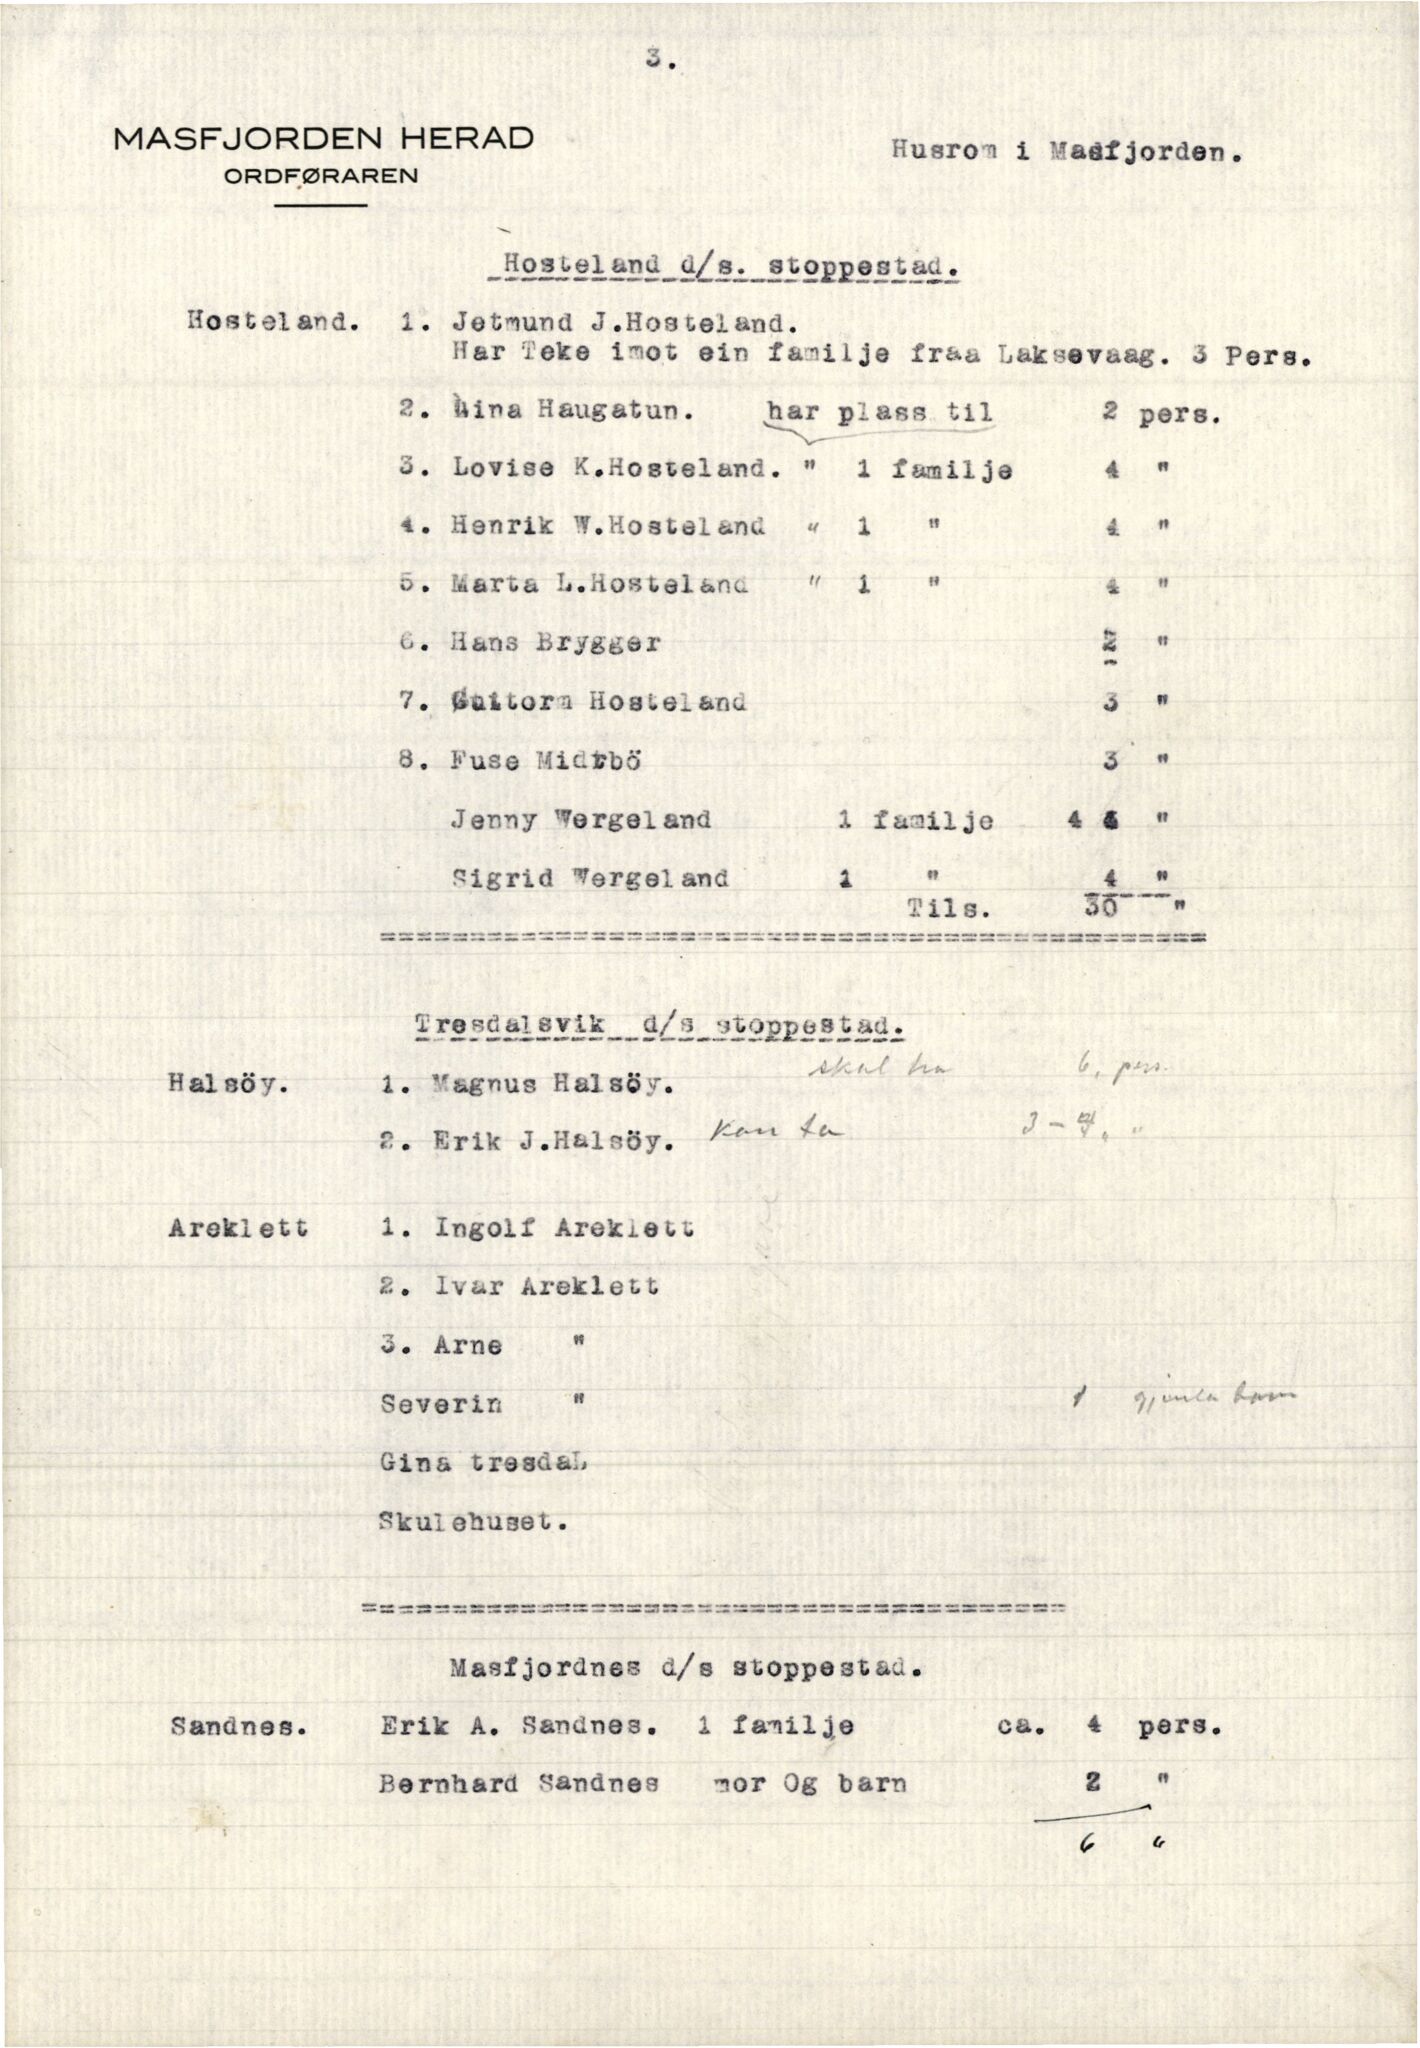 3.
MASFJORDEN HERAD
ORDFØRAREN
Husrom i Masfjorden.
Hosteland d/s. stoppestad.
Hosteland. 1. Jetmund J.Hosteland.
Har Teke imot ein familje fraa Laksevaag. 3 Pers.
2. Lina Haugatun. har plass til 2 pers.
3. Lovise K.Hosteland. " 1 familje 4 "
4. Henrik W.Hosteland " 1 " 4 "
5. Marta L.Hosteland " 1 " 4 "
6. Hans Brygger 2 "
7. Guttorm Hosteland 3 "
8. Fuse Midtbö 3 "
Jenny Wergeland 1 familje 4 4 "
Sigrid Wergeland 1 " 4 "
Tils. 30 "
Tresdalsvik d/s stoppestad.
Halsöy. 1. Magnus Halsöy. skal ha 6, pers.
2. Erik J.Halsöy. kan ta 3 - 4, "
Areklett 1. Ingolf Areklett
2. Ivar Areklett
3. Arne "
Severin " 1
Gina tresdaL
Skulehuset.
Masfjordnes d/s stoppestad.
Sandnes. Erik A. Sandnes. 1 familje ca. 4 pers.
Bernhard Sandnes mor Og barn 2 "
6 "